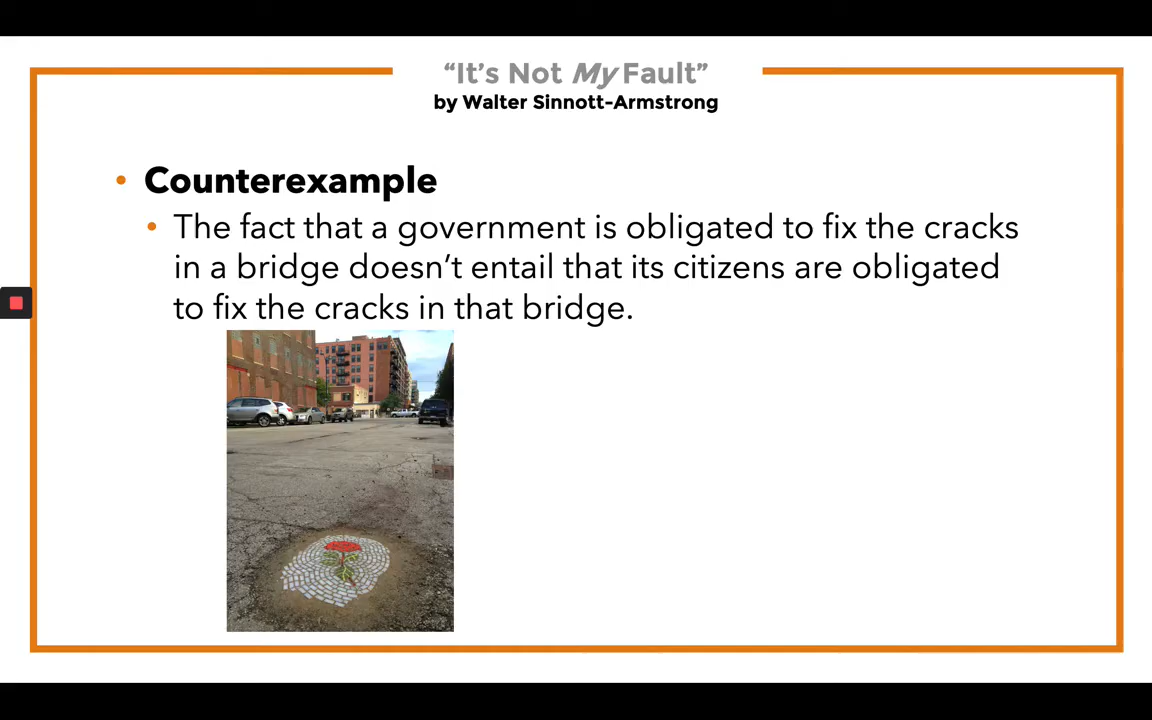 “It’s Not My Fault”
by Walter Sinnott-Armstrong
• Counterexample
• The fact that a government is obligated to fix the cracks
in a bridge doesn’t entail that its citizens are obligated
to fix the cracks in that bridge.